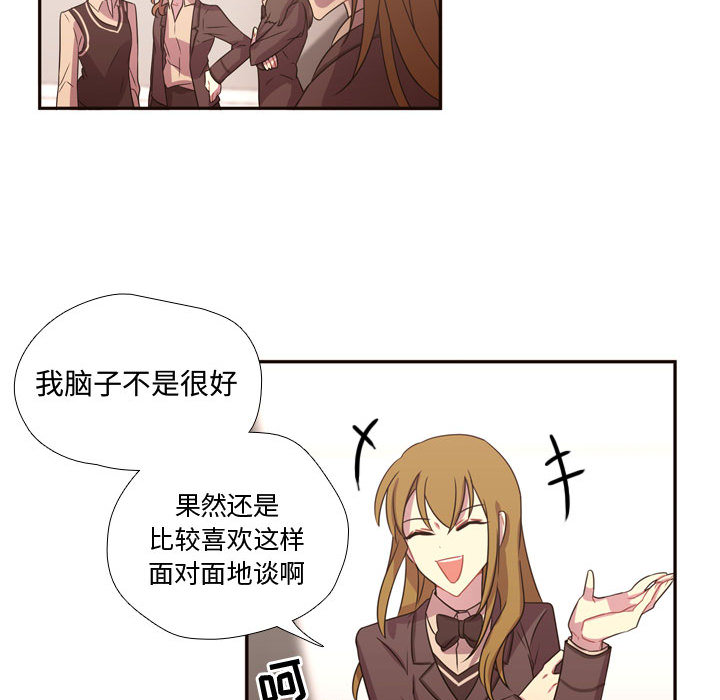 我脑子不是很好
果然还是
比较喜欢这样
面对面地谈啊
呵